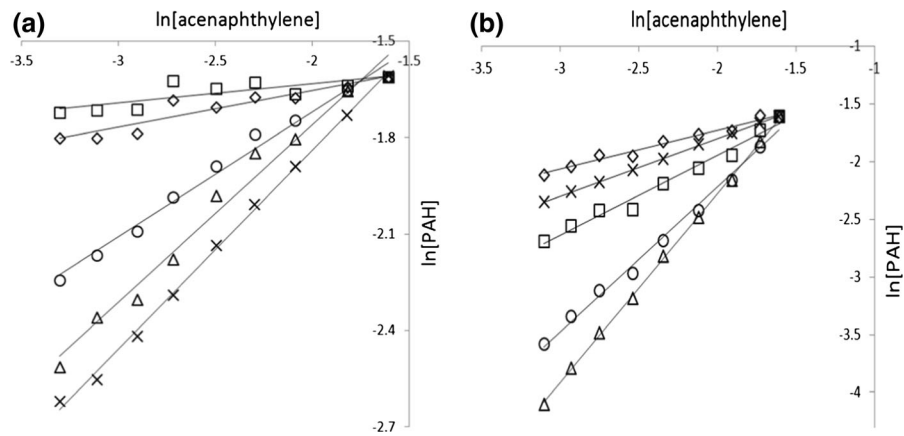 (a)
ln[acenaphthylene]
-3.5 -3 -2.5 -2 -1.5
-1.5
-1.8
-2.1
-2.4
-2.7
ln[PAH]
(b)
ln[acenaphthylene]
-3.5 -3 -2.5 -2 -1.5 -1
-1
-1.5
-2
-2.5
-3
-3.5
-4
ln[PAH]